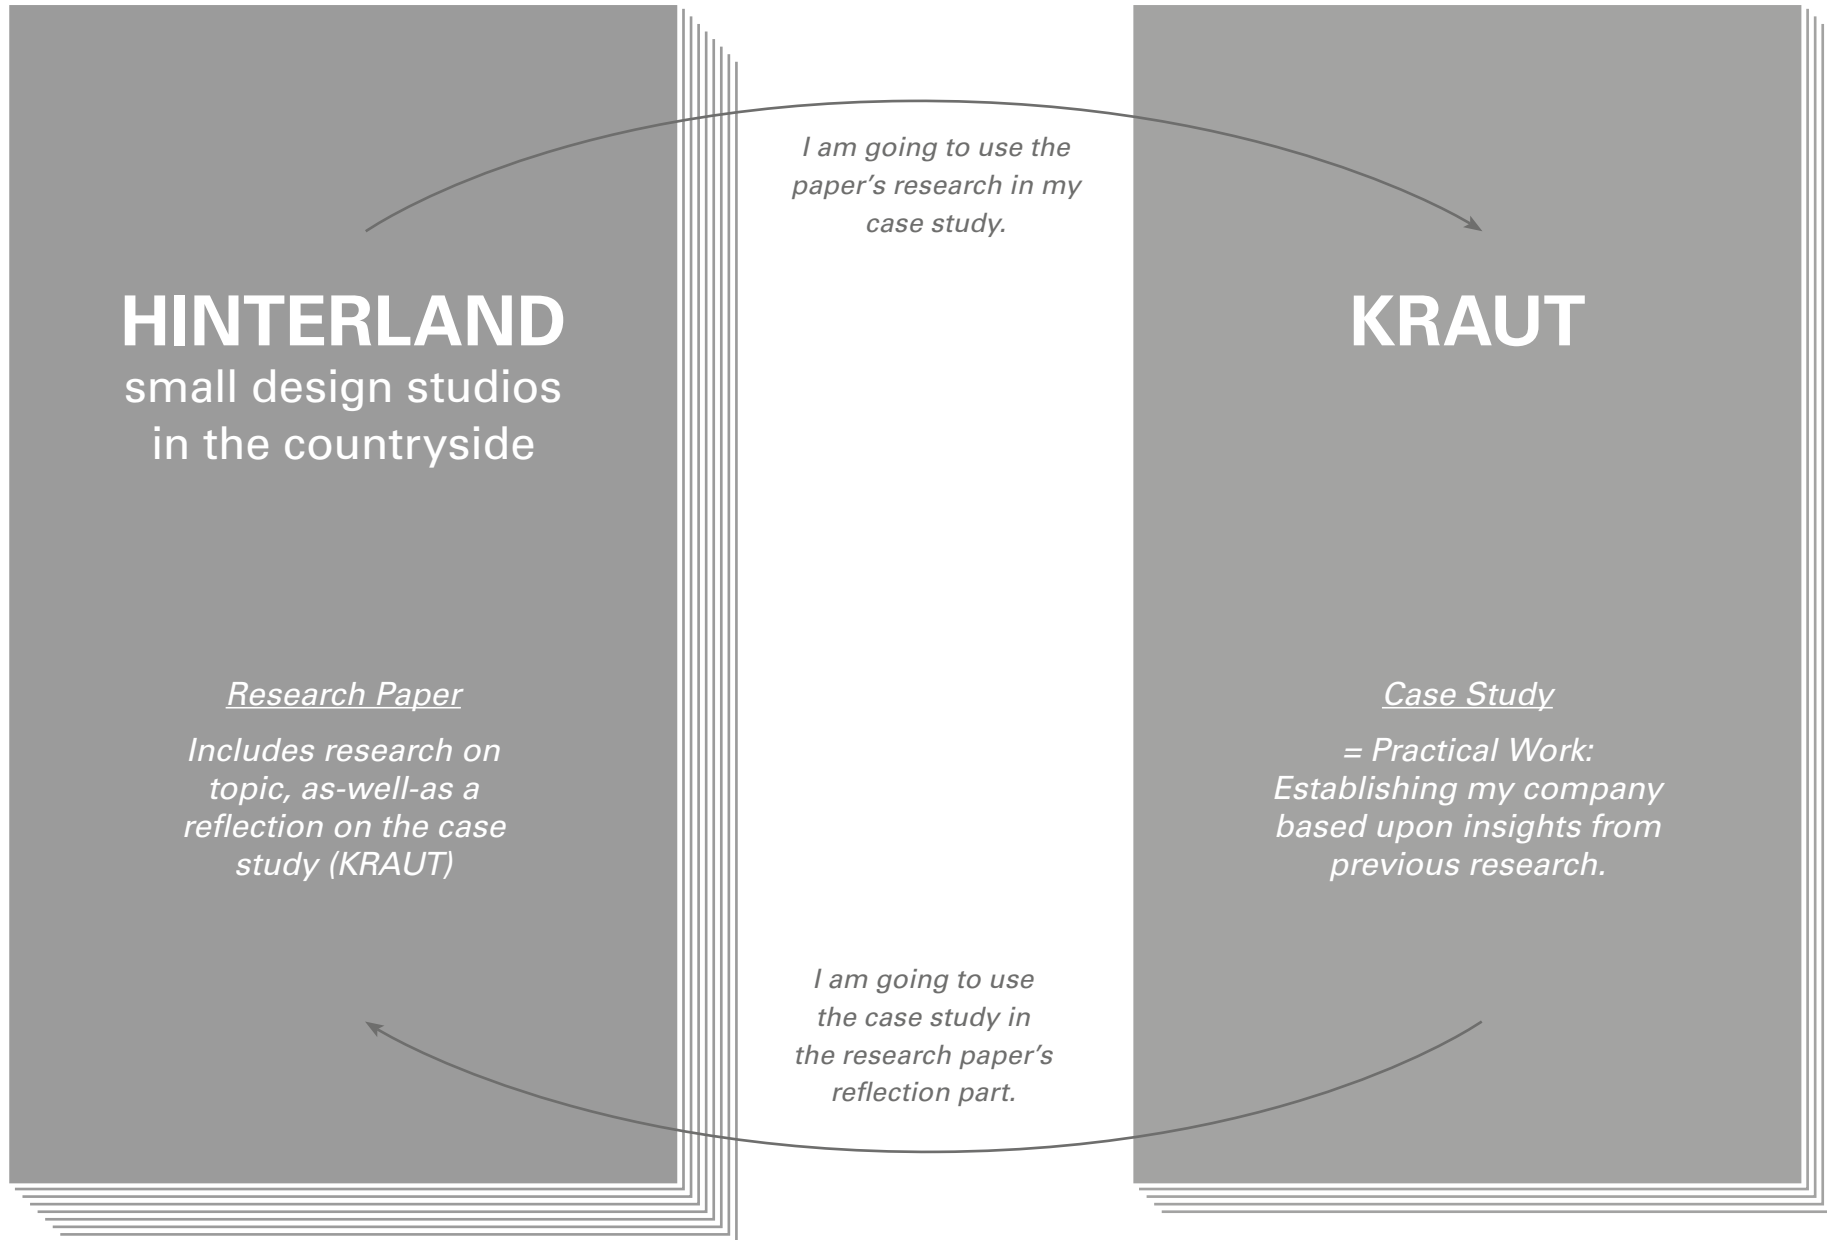 HINTERLAND
small design studios
in the countryside
Research Paper
Includes research on
topic, as-well-as a
reflection on the case
study (KRAUT)
I am going to use the
paper’s research in my
case study.
I am going to use
the case study in
the research paper’s
reflection part.
KRAUT
Case Study
= Practical Work:
Establishing my company
based upon insights from
previous research.